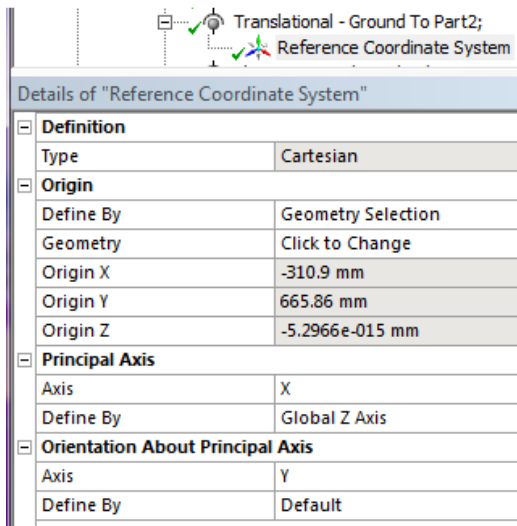 Translational - Ground To Part2;
Reference Coordinate System
Details of "Reference Coordinate System"
Definition
Type Cartesian
Origin
Define By Geometry Selection
Geometry Click to Change
Origin X -310.9 mm
Origin Y 665.86 mm
Origin Z -5.2966e-015 mm
Principal Axis
Axis X
Define By Global Z Axis
Orientation About Principal Axis
Axis Y
Define By Default